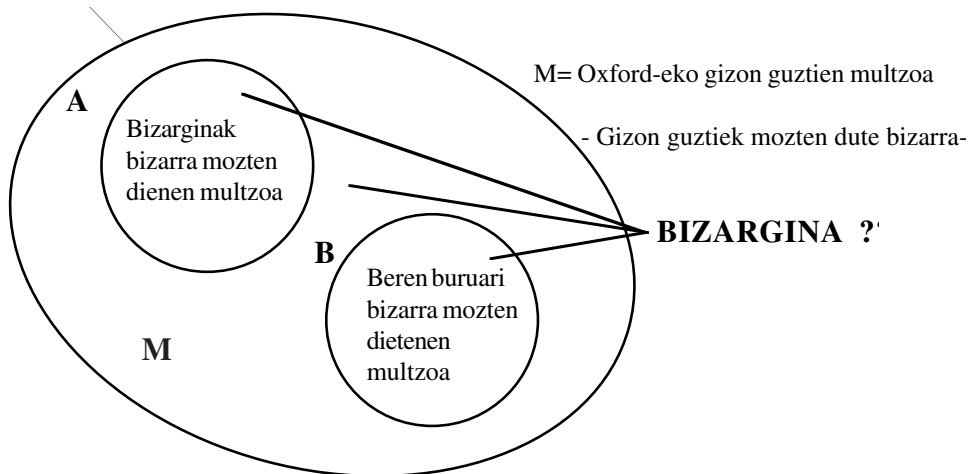 M= Oxford-eko gizon guztien multzoa
A
Bizarginak
bizarra mozten
dienen multzoa
- Gizon guztiek mozten dute bizarra-
BIZARGINA ?
B
Beren buruari
bizarra mozten
dietenen
multzoa
M